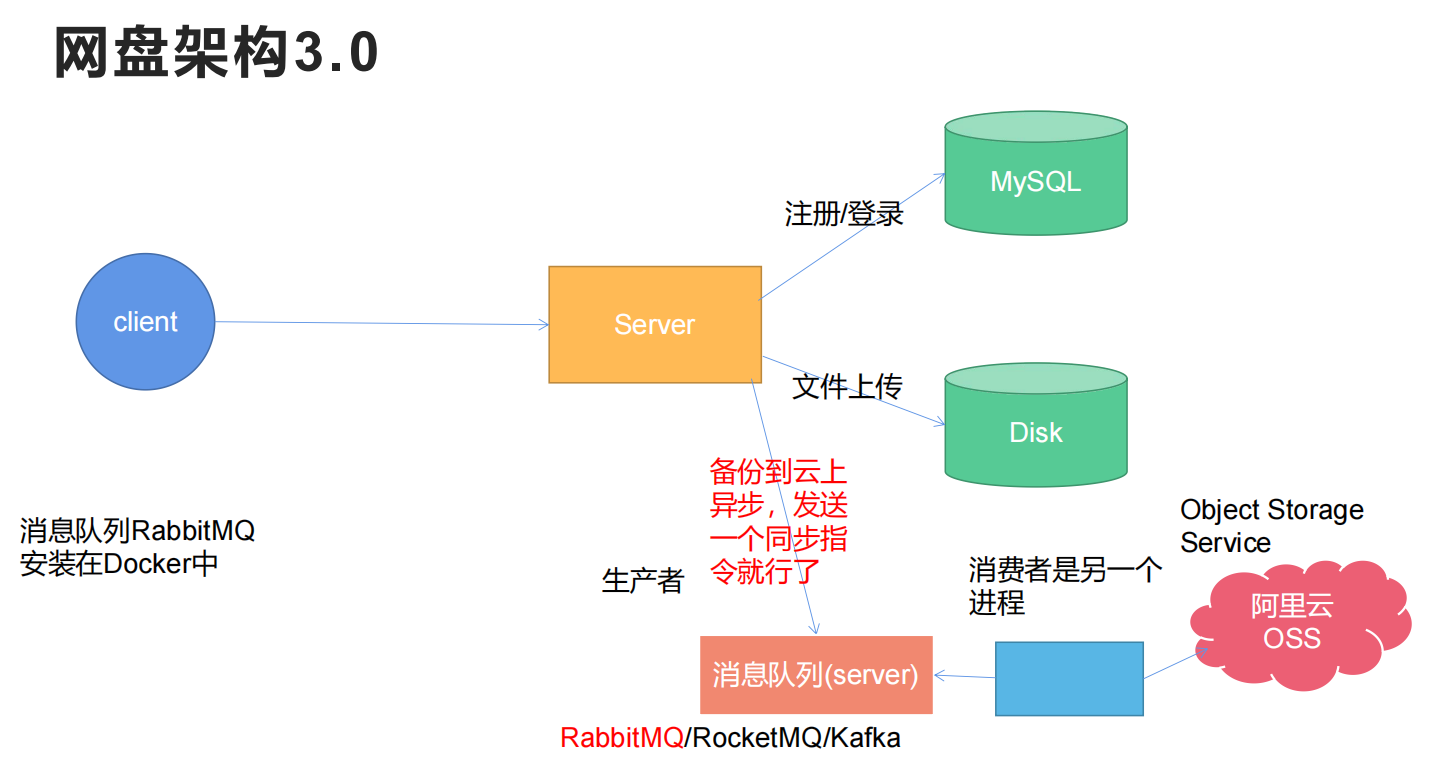 网盘架构3.0
MySQL
注册/登录
client
Server
文件上传
Disk
备份到云上
异步，发送
一个同步指
令就行了
Object Storage
Service
消息队列RabbitMQ
安装在Docker中
生产者
消费者是另一个
进程
阿里云
OSS
消息队列(server)
RabbitMQ/RocketMQ/Kafka